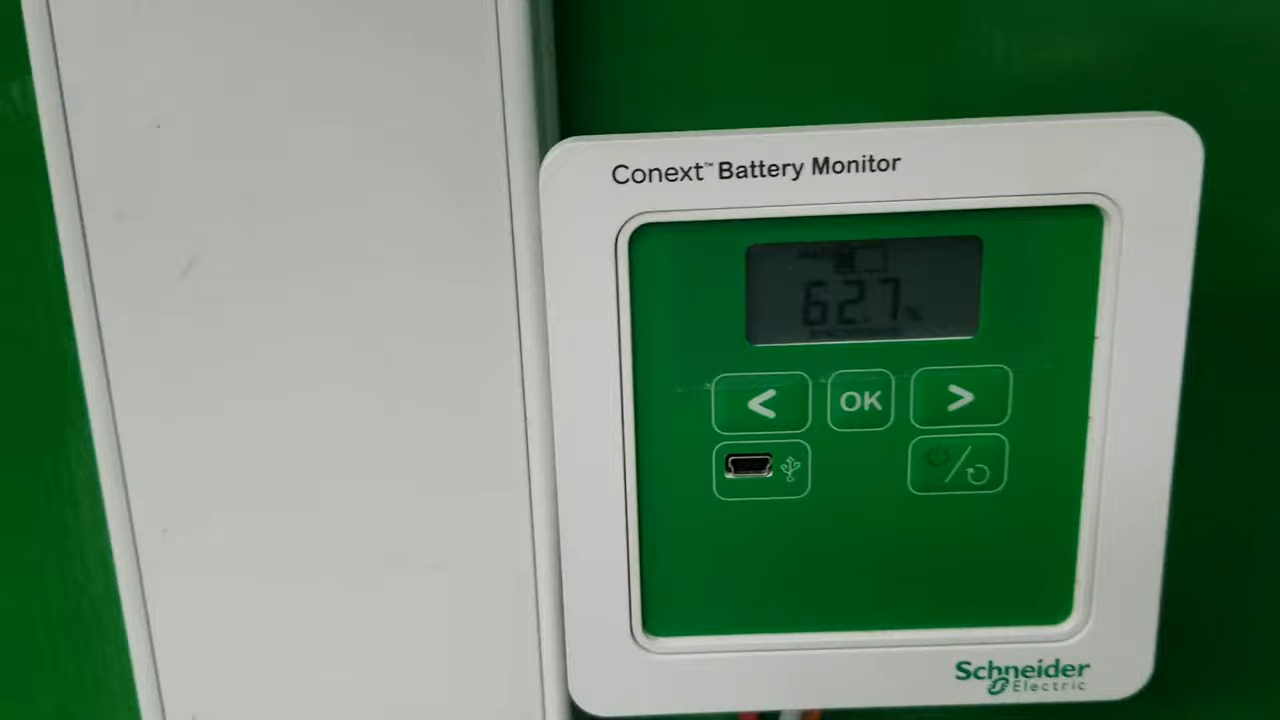 Conext™ Battery Monitor
62.7%
< OK >
Schneider
Electric